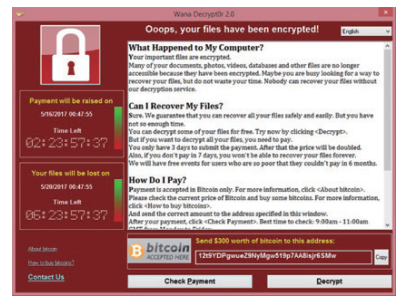 Wana Decrypt0r 2.0
Ooops, your files have been encrypted!
English
What Happened to My Computer?
Your important files are encrypted.
Many of your documents, photos, videos, databases and other files are no longer
accessible because they have been encrypted. Maybe you are busy looking for a way to
recover your files, but do not waste your time. Nobody can recover your files without
our decryption service.
Can I Recover My Files?
Sure. We guarantee that you can recover all your files safely and easily. But you have
not so enough time.
You can decrypt some of your files for free. Try now by clicking <Decrypt>.
But if you want to decrypt all your files, you need to pay.
You only have 3 days to submit the payment. After that the price will be doubled.
Also, if you don't pay in 7 days, you won't be able to recover your files forever.
We will have free events for users who are so poor that they couldn't pay in 6 months.
How Do I Pay?
Payment is accepted in Bitcoin only. For more information, click <About bitcoin>.
Please check the current price of Bitcoin and buy some bitcoins. For more information,
click <How to buy bitcoins>.
And send the correct amount to the address specified in this window.
After your payment, click <Check Payment>. Best time to check: 9:00am - 11:00am
GMT from Monday to Friday.
Payment will be raised on
5/16/2017 00:47:55
Time Left
02:23:57:37
Your files will be lost on
5/20/2017 00:47:55
Time Left
06:23:57:37
About bitcoin
How to buy bitcoins?
Contact Us
bitcoin
ACCEPTED HERE
Send $300 worth of bitcoin to this address:
12t9YDPgwueZ9NyMgw519p7AA8isjr6SMw
Copy
Check Payment
Decrypt